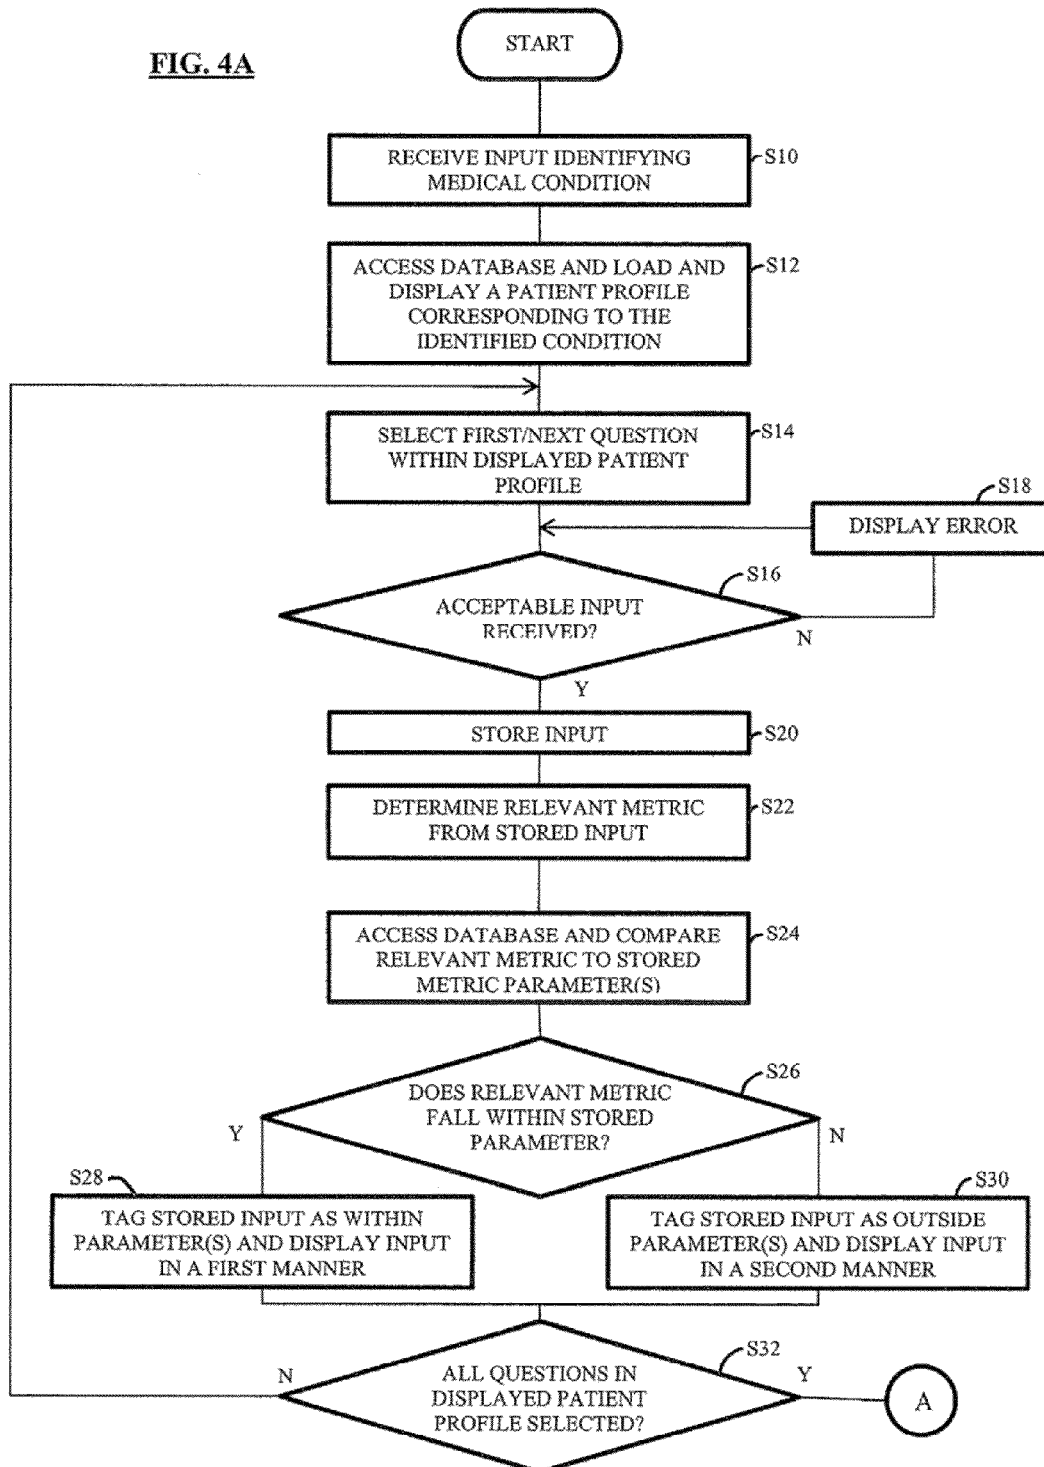 FIG. 4A
START
RECEIVE INPUT IDENTIFYING
MEDICAL CONDITION
S10
ACCESS DATABASE AND LOAD AND
DISPLAY A PATIENT PROFILE
CORRESPONDING TO THE
IDENTIFIED CONDITION
S12
SELECT FIRST/NEXT QUESTION
WITHIN DISPLAYED PATIENT
PROFILE
S14
S18
DISPLAY ERROR
S16
ACCEPTABLE INPUT
RECEIVED?
N
Y
STORE INPUT
S20
DETERMINE RELEVANT METRIC
FROM STORED INPUT
S22
ACCESS DATABASE AND COMPARE
RELEVANT METRIC TO STORED
METRIC PARAMETER(S)
S24
S26
DOES RELEVANT METRIC
FALL WITHIN STORED
PARAMETER?
Y
N
S28
TAG STORED INPUT AS WITHIN
PARAMETER(S) AND DISPLAY INPUT
IN A FIRST MANNER
S30
TAG STORED INPUT AS OUTSIDE
PARAMETER(S) AND DISPLAY INPUT
IN A SECOND MANNER
S32
N
ALL QUESTIONS IN
DISPLAYED PATIENT
PROFILE SELECTED?
Y
A